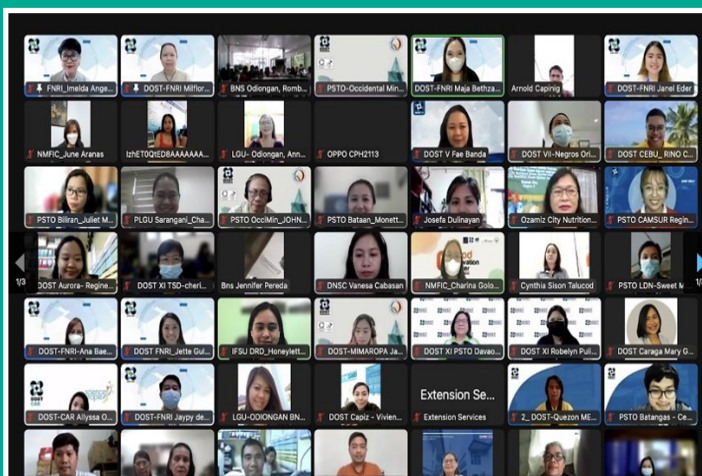 FNRI_Imelda Ange...
DOST-FNRI Milflor...
BNS Odiongan, Romb...
PSTO-Occidental Min...
DOST-FNRI Maja Bethza...
Arnold Capinig
DOST-FNRI Janel Eder
NMFIC_June Aranas
LGU- Odiongan, Ann...
OPPO CPH2113
DOST V Fae Banda
DOST VII-Negros Ori...
DOST CEBU_ RINO C...
PSTO Biliran_Juliet M...
PLGU Sarangani_Cha...
PSTO OcciMin_JOHN...
PSTO Bataan_Monett...
Josefa Dulinayan
Ozamiz City Nutrition...
PSTO CAMSUR Regin...
1/3
DOST Aurora- Regine...
DOST XI TSD-cheri...
Bns Jennifer Pereda
DNSC Vanesa Cabasan
NMFIC_Charina Golo...
Cynthia Sison Talucod
PSTO LDN-Sweet M...
DOST-FNRI-Ana Bae...
DOST FNRI_Jette Gul...
IFSU DRD_Honeylett...
DOST-MIMAROPA Ja...
DOST XI PSTO Davao...
DOST XI Robelyn Puli...
DOST Caraga Mary G...
Extension Se...
DOST-CAR Allyssa O...
DOST-FNRI Jaypy de...
LGU-ODIONGAN BN...
DOST Capiz - Vivien...
Extension Services
2_ DOST-Quezon ME...
PSTO Batangas - Ce...